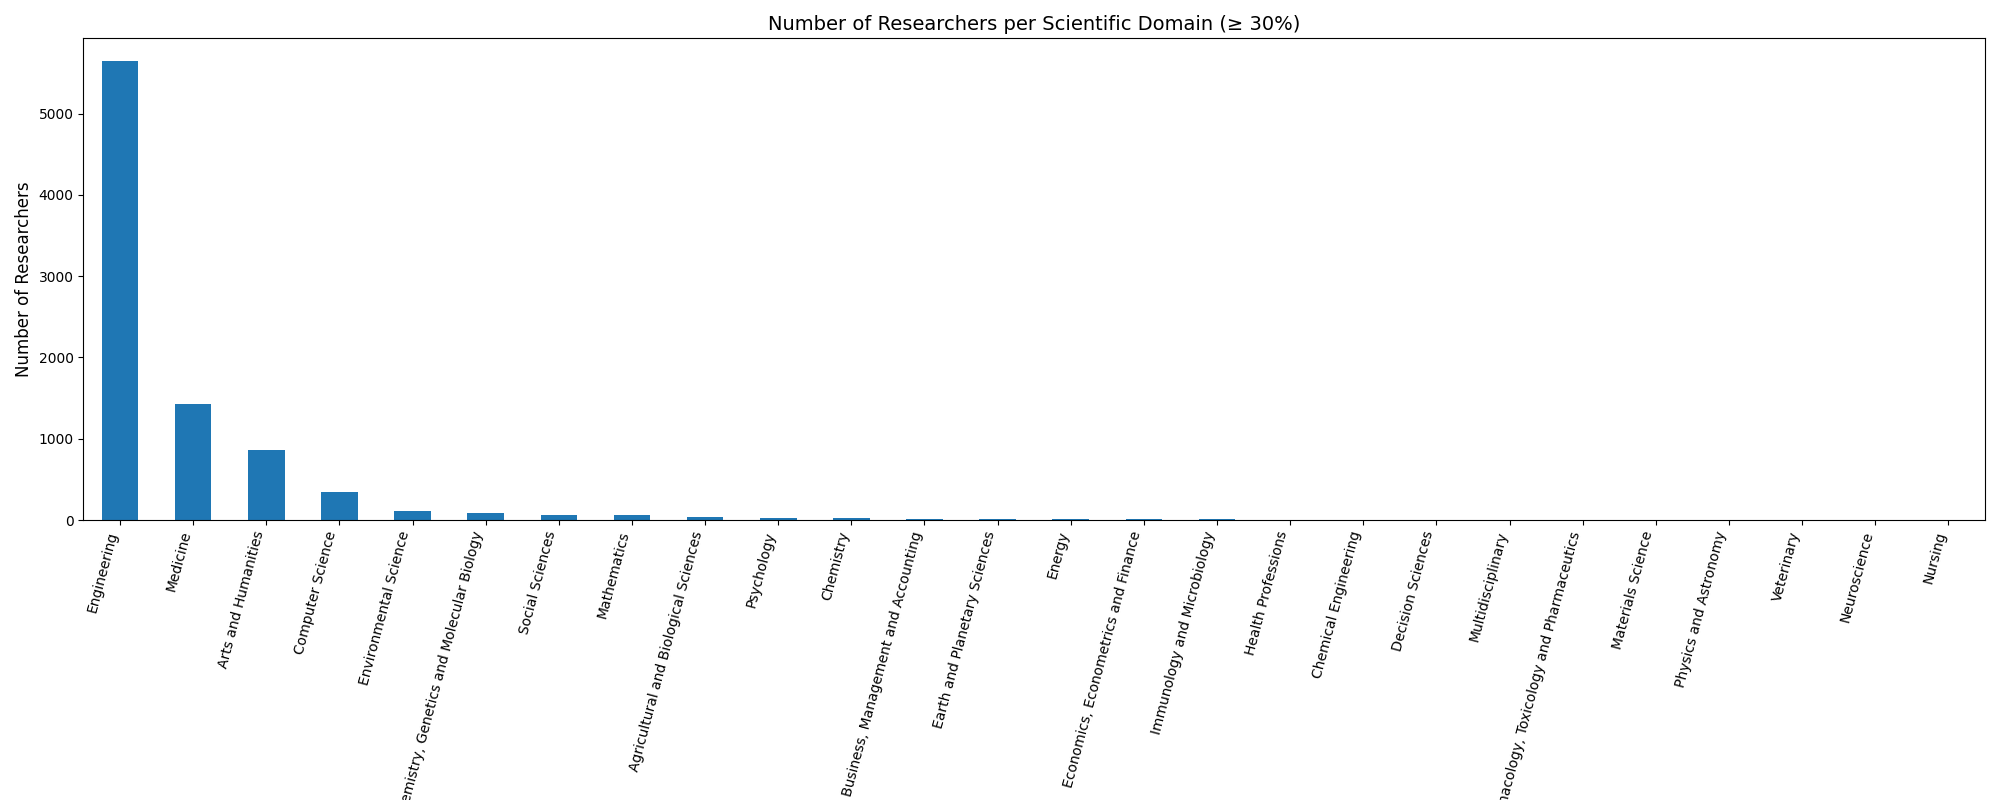 Number of Researchers per Scientific Domain (≥ 30%)
Number of Researchers
5000
4000
3000
2000
1000
0
Engineering
Medicine
Arts and Humanities
Computer Science
Environmental Science
emistry, Genetics and Molecular Biology
Social Sciences
Mathematics
Agricultural and Biological Sciences
Psychology
Chemistry
Business, Management and Accounting
Earth and Planetary Sciences
Energy
Economics, Econometrics and Finance
Immunology and Microbiology
Health Professions
Chemical Engineering
Decision Sciences
Multidisciplinary
macology, Toxicology and Pharmaceutics
Materials Science
Physics and Astronomy
Veterinary
Neuroscience
Nursing